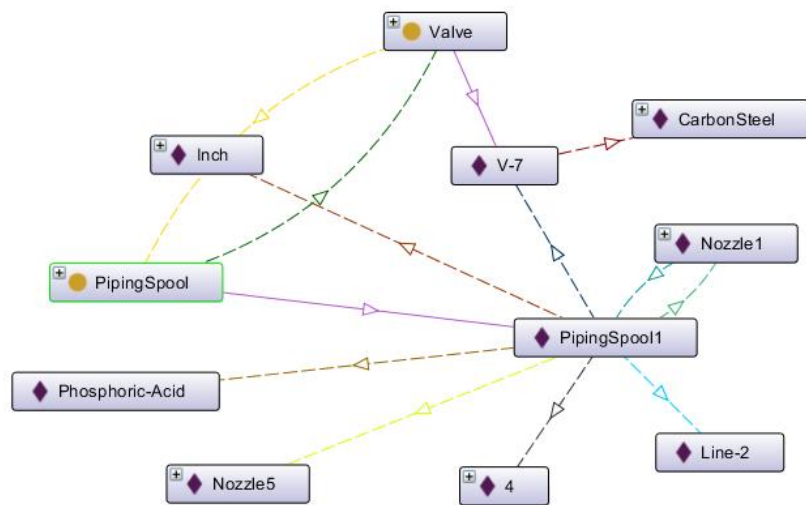 Valve
CarbonSteel
Inch
V-7
Nozzle1
PipingSpool
PipingSpool1
Phosphoric-Acid
Line-2
Nozzle5
4